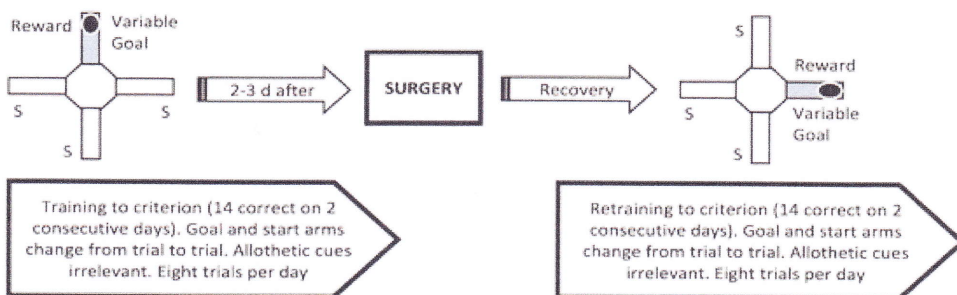 Reward
Variable
Goal
S
S
S
2-3 d after
SURGERY
Recovery
S
S
S
Reward
Variable
Goal
Training to criterion (14 correct on 2
consecutive days). Goal and start arms
change from trial to trial. Allothetic cues
irrelevant. Eight trials per day
Retraining to criterion (14 correct on 2
consecutive days). Goal and start arms
change from trial to trial. Allothetic cues
irrelevant. Eight trials per day